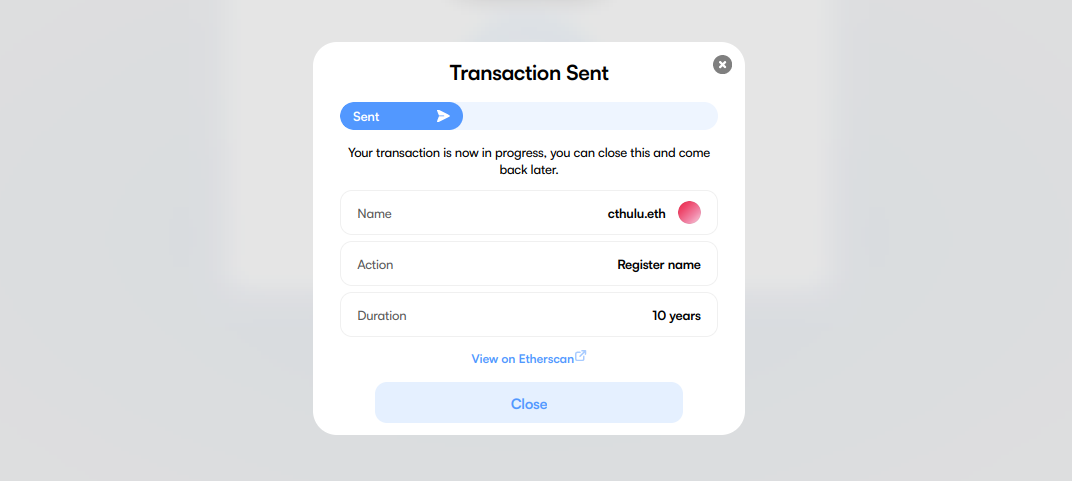 Transaction Sent
Sent
Your transaction is now in progress, you can close this and come
back later.
Name cthulu.eth
Action Register name
Duration 10 years
View on Etherscan
Close